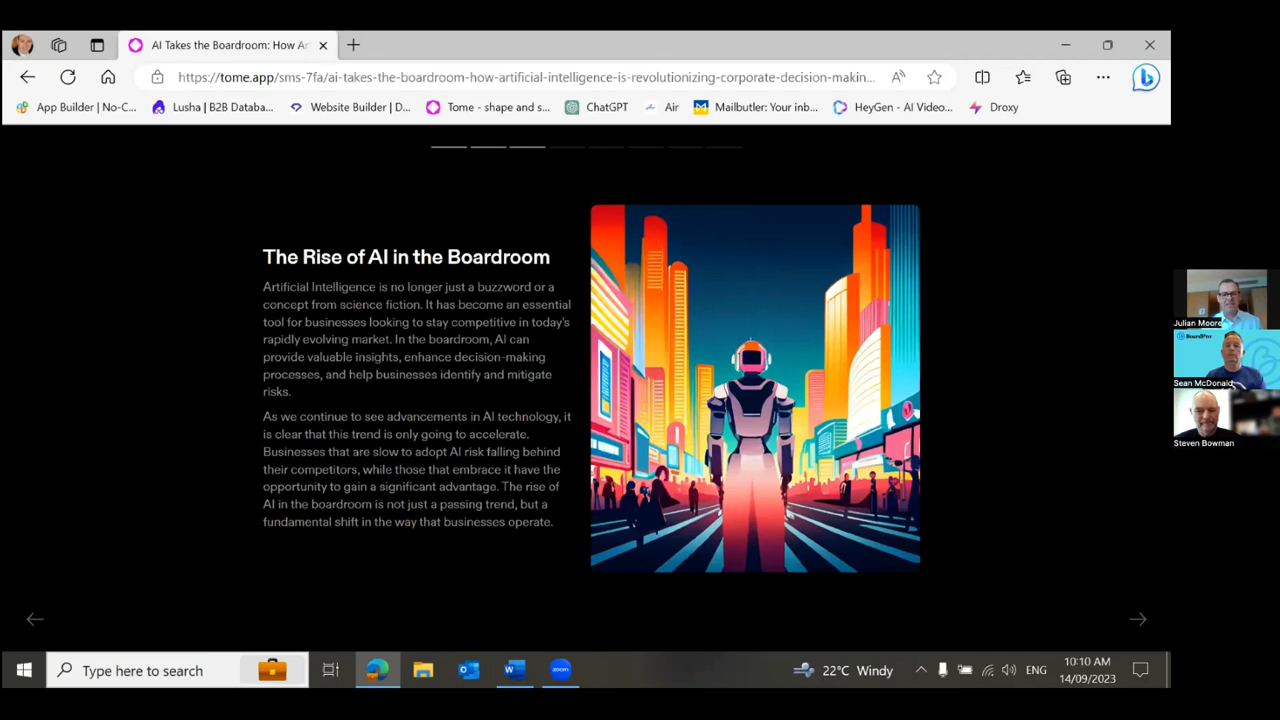 AI Takes the Boardroom: How Ar
https://tome.app/sms-7fa/ai-takes-the-boardroom-how-artificial-intelligence-is-revolutionizing-corporate-decision-makin...
App Builder | No-C...
Lusha | B2B Databa...
Website Builder | D...
Tome - shape and s...
ChatGPT
Air
Mailbutler: Your inb...
HeyGen - AI Video...
Droxy
The Rise of AI in the Boardroom
Artificial Intelligence is no longer just a buzzword or a
concept from science fiction. It has become an essential
tool for businesses looking to stay competitive in today's
rapidly evolving market. In the boardroom, AI can
provide valuable insights, enhance decision-making
processes, and help businesses identify and mitigate
risks.
As we continue to see advancements in AI technology, it
is clear that this trend is only going to accelerate.
Businesses that are slow to adopt AI risk falling behind
their competitors, while those that embrace it have the
opportunity to gain a significant advantage. The rise of
AI in the boardroom is not just a passing trend, but a
fundamental shift in the way that businesses operate.
Julian Moore
BoardPro
Sean McDonald
Steven Bowman
Type here to search
22°C Windy
ENG
10:10 AM
14/09/2023
zoom